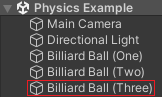 Physics Example
Main Camera
Directional Light
Billiard Ball (One)
Billiard Ball (Two)
Billiard Ball (Three)